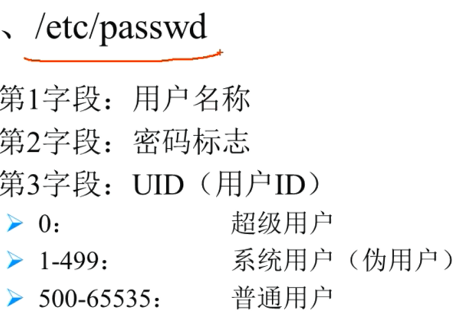 、/etc/passwd
第1字段：用户名称
第2字段：密码标志
第3字段：UID（用户ID）
0：　超级用户
1-499：　系统用户（伪用户）
500-65535：　普通用户